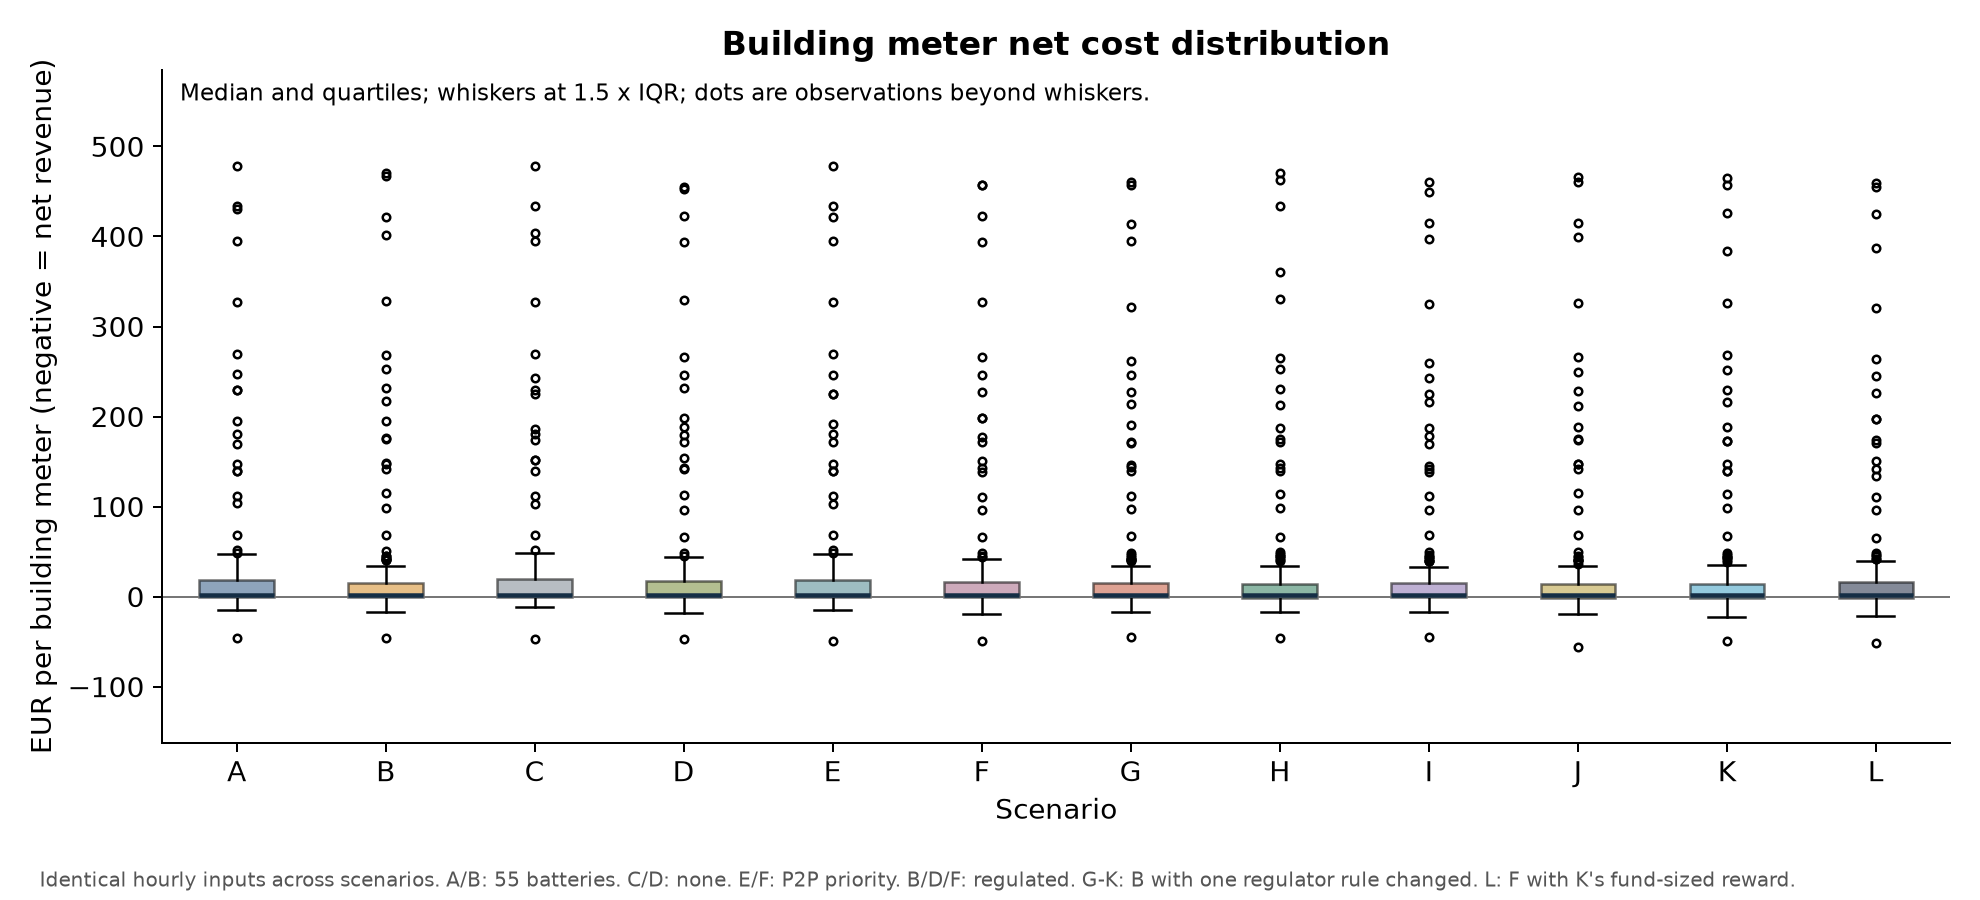 Building meter net cost distribution
Median and quartiles; whiskers at 1.5 x IQR; dots are observations beyond whiskers.
EUR per building meter (negative = net revenue)
500
400
300
200
100
0
−100
A B C D E F G H I J K L
Scenario
Identical hourly inputs across scenarios. A/B: 55 batteries. C/D: none. E/F: P2P priority. B/D/F: regulated. G-K: B with one regulator rule changed. L: F with K's fund-sized reward.